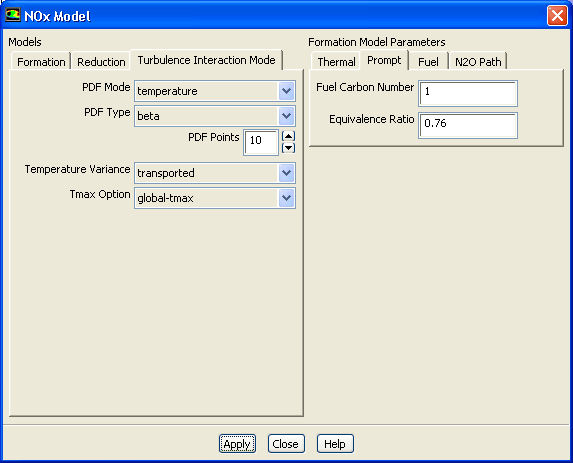 NOx Model
Models
Formation Reduction Turbulence Interaction Mode
PDF Mode temperature
PDF Type beta
PDF Points 10
Temperature Variance transported
Tmax Option global-tmax
Formation Model Parameters
Thermal Prompt Fuel N2O Path
Fuel Carbon Number 1
Equivalence Ratio 0.76
Apply Close Help